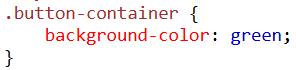 .button-container {
    background-color: green;
}